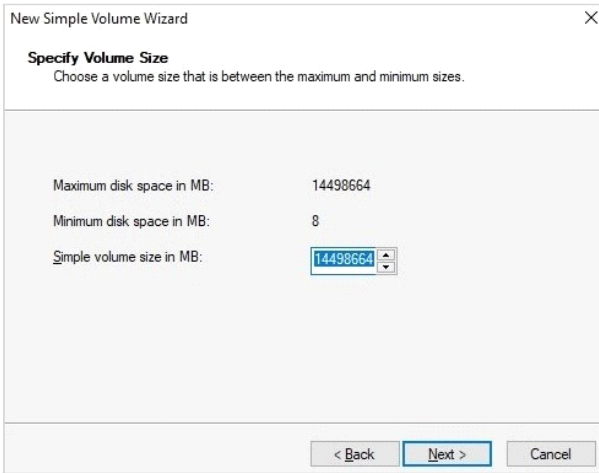 New Simple Volume Wizard
Specify Volume Size
Choose a volume size that is between the maximum and minimum sizes.
Maximum disk space in MB: 14498664
Minimum disk space in MB: 8
Simple volume size in MB: 14498664
< Back Next > Cancel